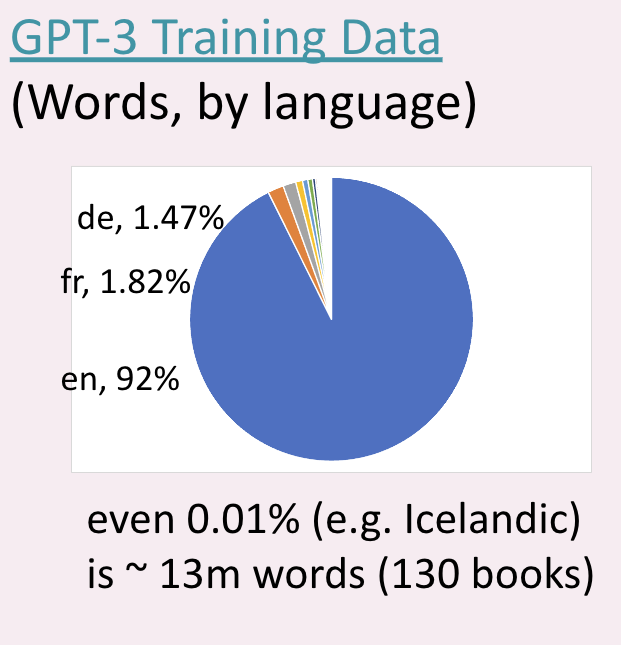 GPT-3 Training Data
(Words, by language)
de, 1.47%
fr, 1.82%
en, 92%
even 0.01% (e.g. Icelandic)
is ~ 13m words (130 books)